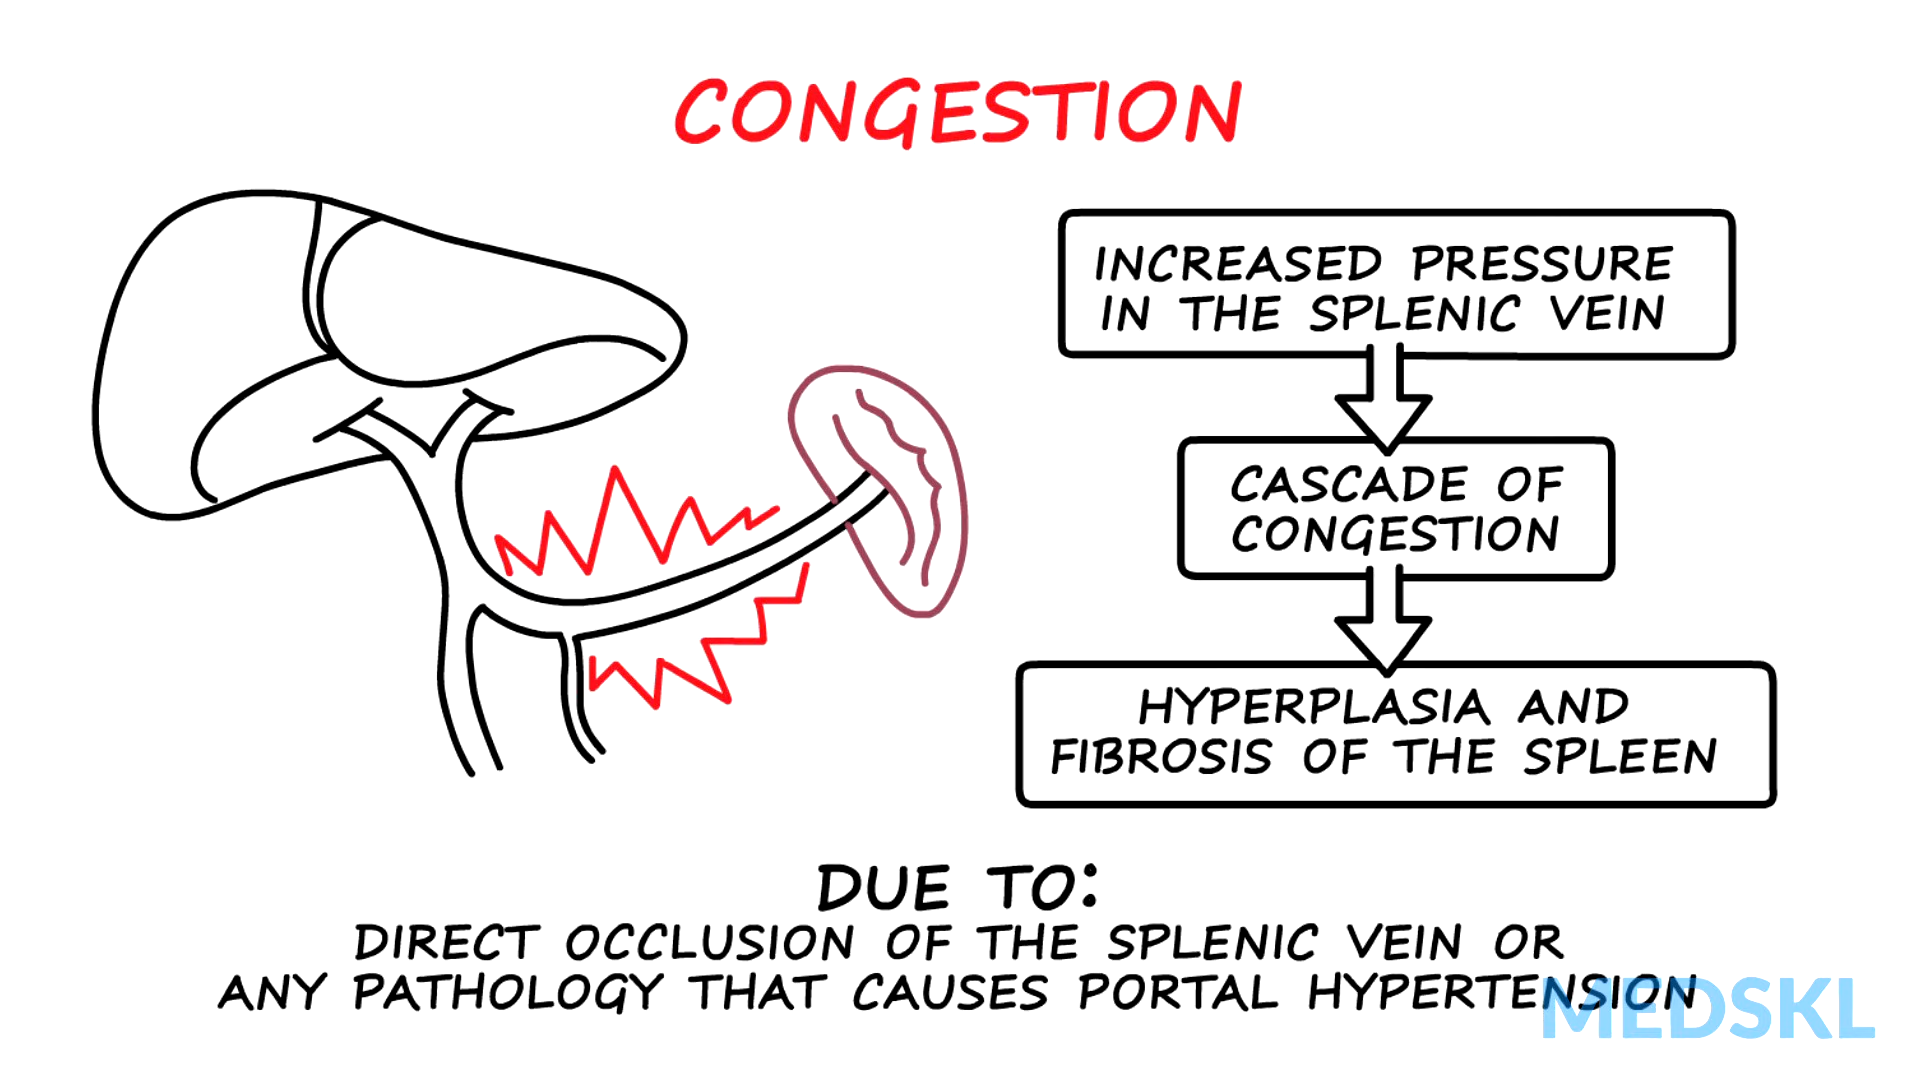 CONGESTION
INCREASED PRESSURE
IN THE SPLENIC VEIN
CASCADE OF
CONGESTION
HYPERPLASIA AND
FIBROSIS OF THE SPLEEN
DUE TO:
DIRECT OCCLUSION OF THE SPLENIC VEIN OR
ANY PATHOLOGY THAT CAUSES PORTAL HYPERTENSION
MEDSKL